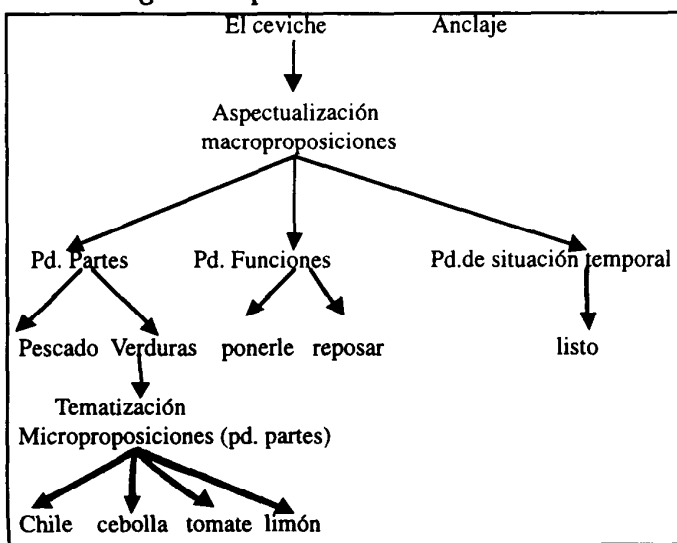 El ceviche Anclaje
Aspectualización
macroproposiciones
Pd. Partes Pd. Funciones Pd.de situación temporal
Pescado Verduras ponerle reposar listo
Tematización
Microproposiciones (pd. partes)
Chile cebolla tomate limón